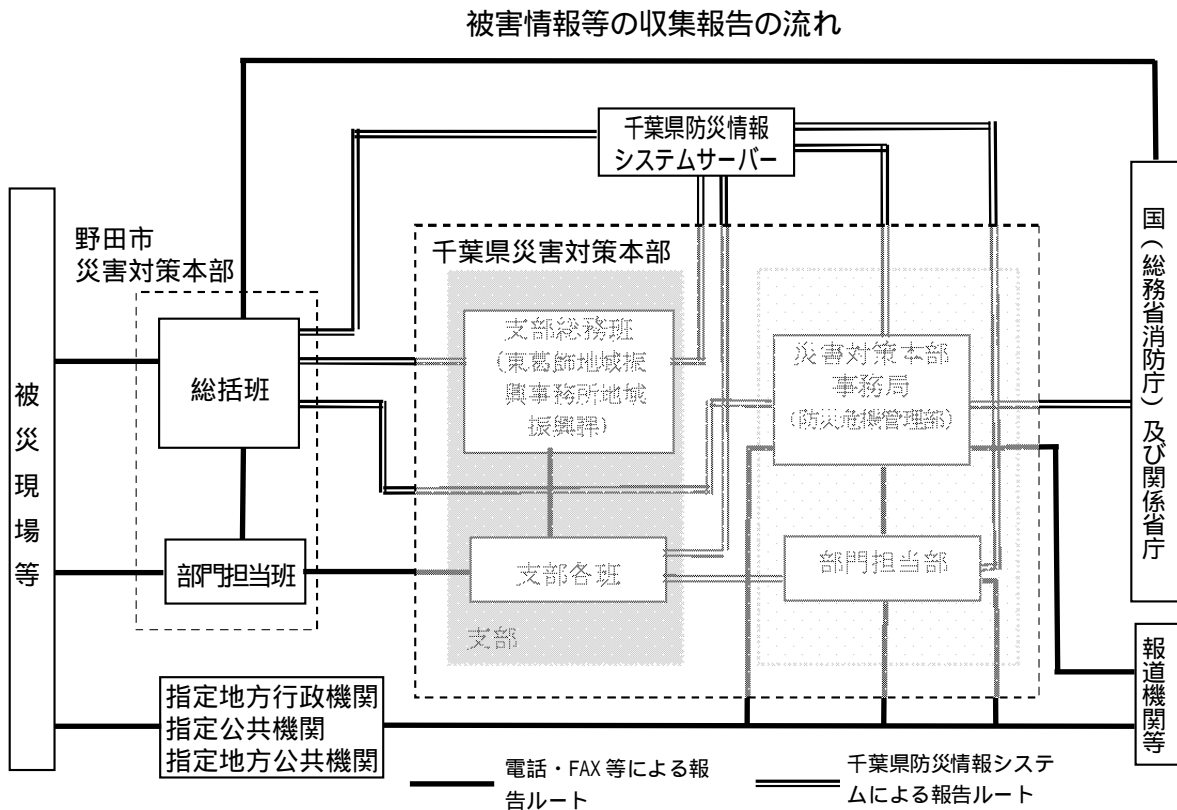 被害情報等の収集報告の流れ
千葉県防災情報
システムサーバー
野田市
災害対策本部
千葉県災害対策本部
国(総務省消防庁)及び関係省庁
被災現場等
総括班
支部総務班
(東葛飾地域振
興事務所地域
振興課)
災害対策本部
事務局
(防災危機管理部)
部門担当班
支部各班
部門担当部
支部
報道機関等
指定地方行政機関
指定公共機関
指定地方公共機関
電話・FAX等による報
告ルート
千葉県防災情報システ
ムによる報告ルート